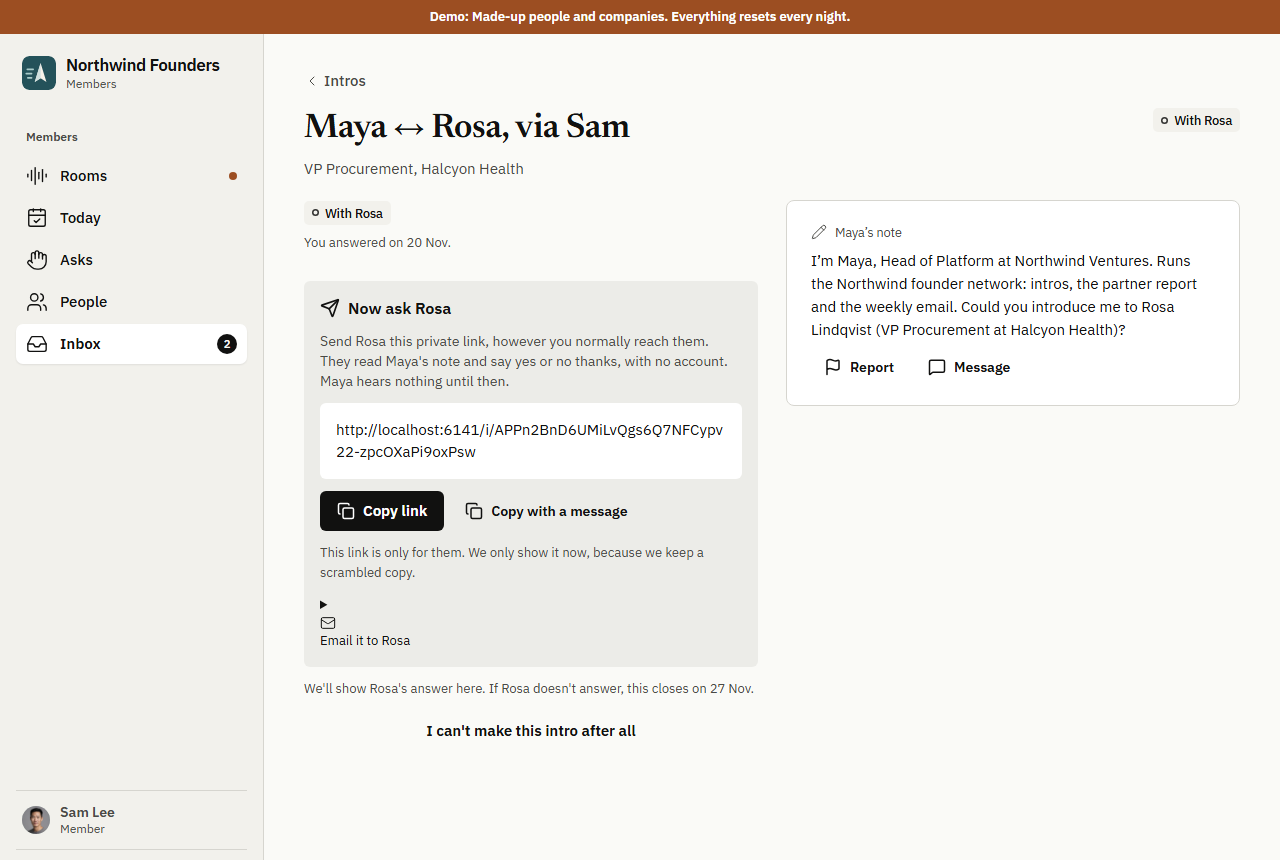 Demo: Made-up people and companies. Everything resets every night.
Northwind Founders
Members
Members
Rooms
Today
Asks
People
Inbox
2
Sam Lee
Member
Intros
Maya ↔ Rosa, via Sam
With Rosa
VP Procurement, Halcyon Health
With Rosa
You answered on 20 Nov.
Now ask Rosa
Send Rosa this private link, however you normally reach them.
They read Maya's note and say yes or no thanks, with no account.
Maya hears nothing until then.
http://localhost:6141/i/APPn2BnD6UMiLvQgs6Q7NFCypv
22-zpcOXaPi9oxPsw
Copy link
Copy with a message
This link is only for them. We only show it now, because we keep a
scrambled copy.
Email it to Rosa
We'll show Rosa's answer here. If Rosa doesn't answer, this closes on 27 Nov.
I can't make this intro after all
Maya’s note
I’m Maya, Head of Platform at Northwind Ventures. Runs
the Northwind founder network: intros, the partner report
and the weekly email. Could you introduce me to Rosa
Lindqvist (VP Procurement at Halcyon Health)?
Report
Message